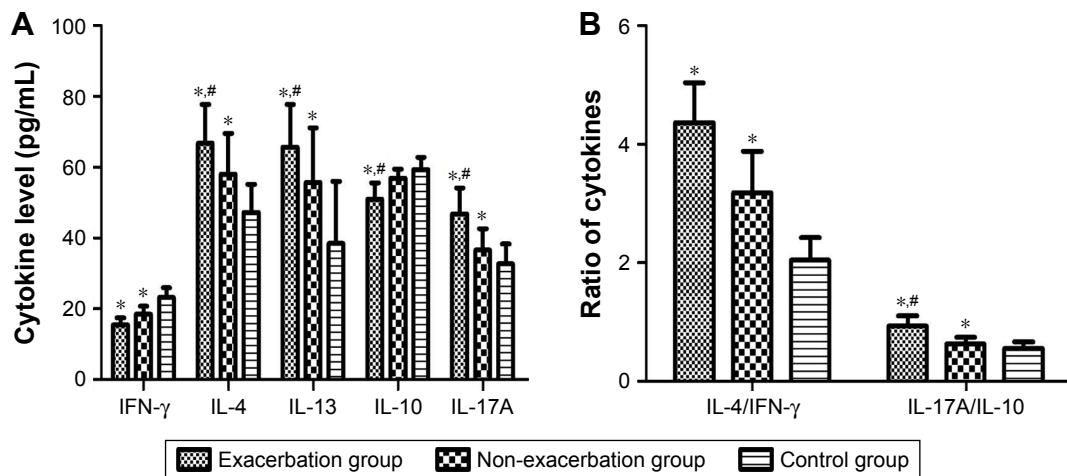 A
Cytokine level (pg/mL)
100
80
60
40
20
0
*
*
*,#
*
*,#
*
*,#
*,#
*
IFN-γ
IL-4
IL-13
IL-10
IL-17A
B
Ratio of cytokines
6
4
2
0
*
*
*,#
*
IL-4/IFN-γ
IL-17A/IL-10
Exacerbation group
Non-exacerbation group
Control group